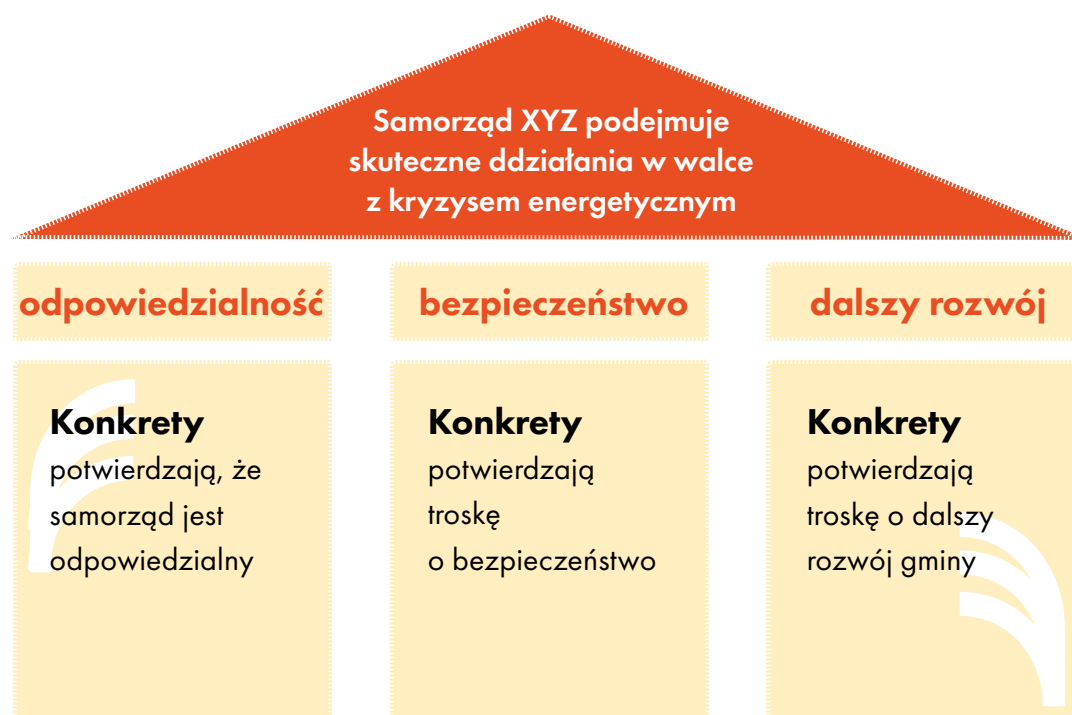 Samorząd XYZ podejmuje
skuteczne ddziałania w walce
z kryzysem energetycznym
odpowiedzialność
bezpieczeństwo
dalszy rozwój
Konkrety
potwierdzają, że
samorząd jest
odpowiedzialny
Konkrety
potwierdzają
troskę
o bezpieczeństwo
Konkrety
potwierdzają
troskę o dalszy
rozwój gminy